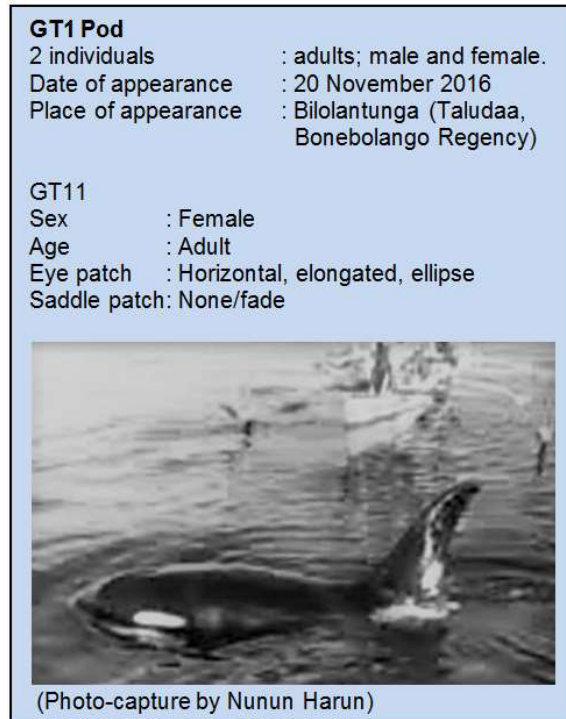 GT1 Pod
2 individuals : adults; male and female.
Date of appearance : 20 November 2016
Place of appearance : Bilolantunga (Taludaa,
Bonebolango Regency)
GT11
Sex : Female
Age : Adult
Eye patch : Horizontal, elongated, ellipse
Saddle patch: None/fade
(Photo-capture by Nunun Harun)